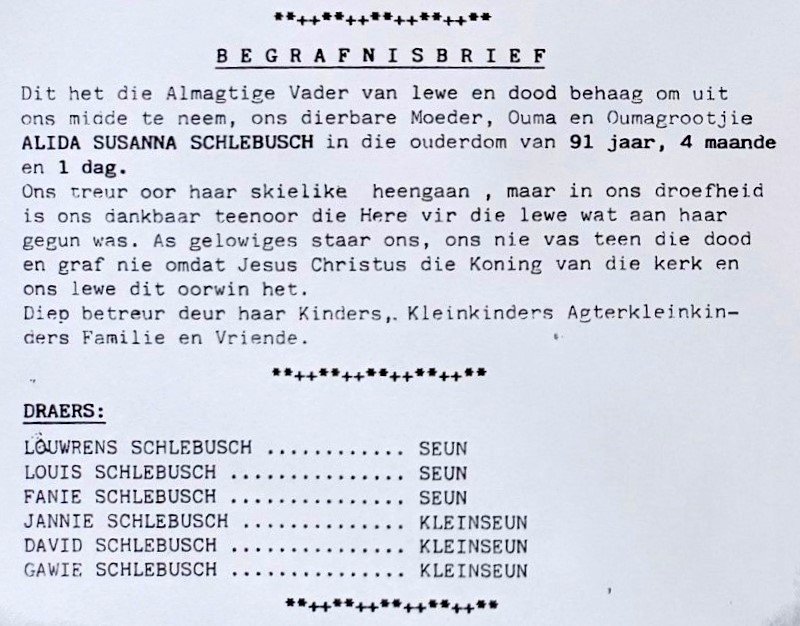 **++**++**++**++**
B E G R A F N I S B R I E F
Dit het die Almagtige Vader van lewe en dood behaag om uit
ons midde te neem, ons dierbare Moeder, Ouma en Oumagrootjie
ALIDA SUSANNA SCHLEBUSCH in die ouderdom van 91 jaar, 4 maande
en 1 dag.
Ons treur oor haar skielike heengaan , maar in ons droefheid
is ons dankbaar teenoor die Here vir die lewe wat aan haar
gegun was. As gelowiges staar ons, ons nie vas teen die dood
en graf nie omdat Jesus Christus die Koning van die kerk en
ons lewe dit oorwin het.
Diep betreur deur haar Kinders,. Kleinkinders Agterkleinkin-
ders Familie en Vriende.
**++**++**++**++**
DRAERS:
LOUWRENS SCHLEBUSCH ............ SEUN
LOUIS SCHLEBUSCH ............... SEUN
FANIE SCHLEBUSCH ............... SEUN
JANNIE SCHLEBUSCH .............. KLEINSEUN
DAVID SCHLEBUSCH ............... KLEINSEUN
GAWIE SCHLEBUSCH ............... KLEINSEUN
**++**++**++**++**